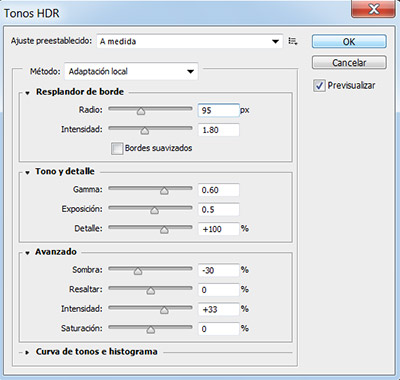 Tonos HDR
Ajuste preestablecido: A medida
OK
Cancelar
Previsualizar
Método: Adaptación local
Resplandor de borde
Radio: 95 px
Intensidad: 1.80
Bordes suavizados
Tono y detalle
Gamma: 0.60
Exposición: 0.5
Detalle: +100 %
Avanzado
Sombra: -30 %
Resaltar: 0 %
Intensidad: +33 %
Saturación: 0 %
Curva de tonos e histograma